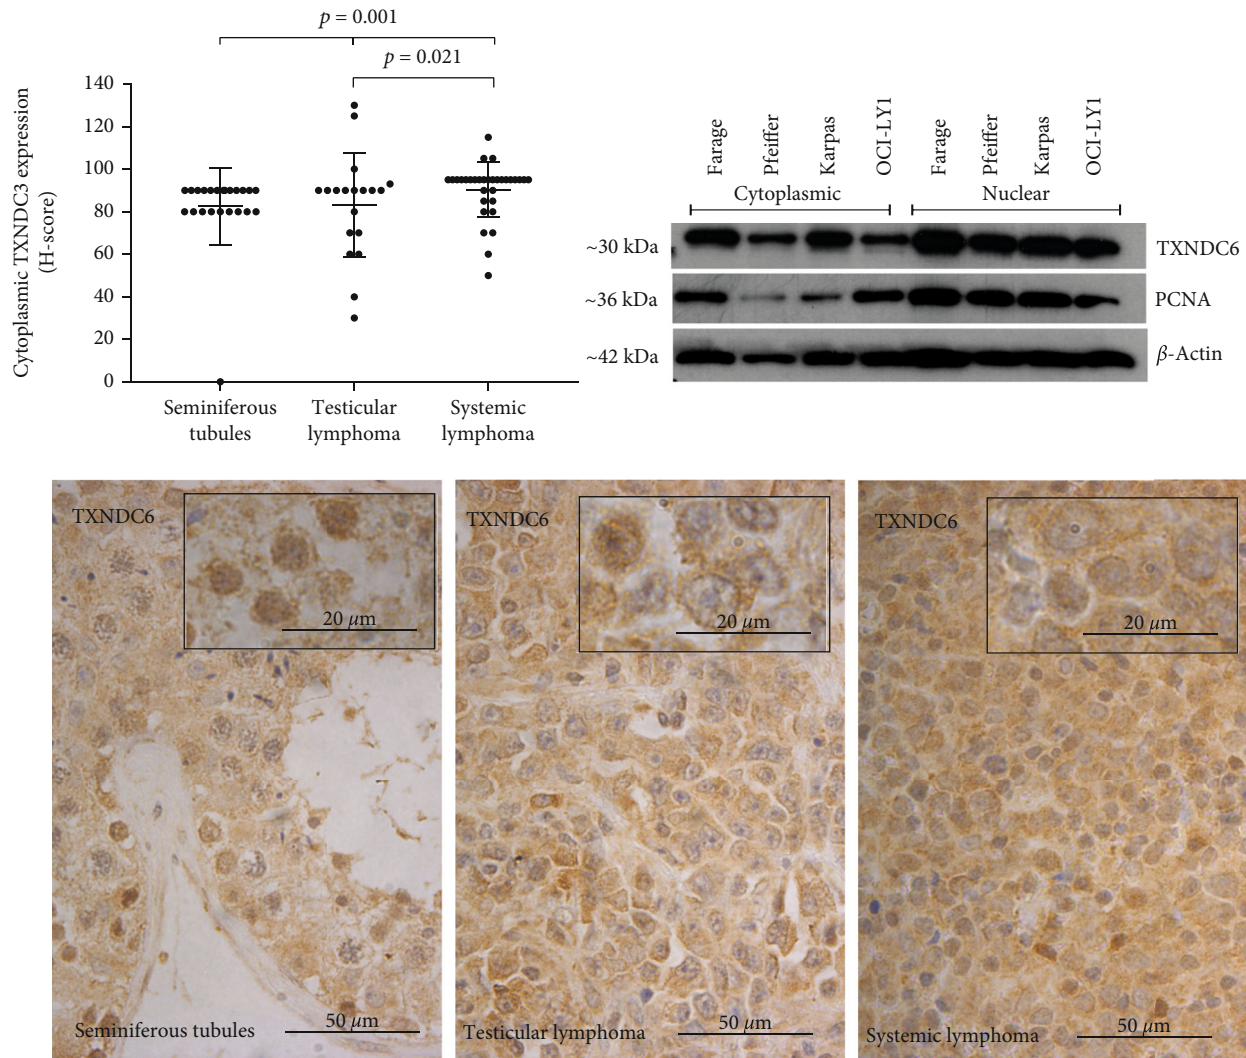 p = 0.001
p = 0.021
Cytoplasmic TXNDC3 expression
(H-score)
140
120
100
80
60
40
20
0
Seminiferous
tubules
Testicular
lymphoma
Systemic
lymphoma
Farage
Pfeiffer
Karpas
OCI-LY1
Farage
Pfeiffer
Karpas
OCI-LY1
Cytoplasmic
Nuclear
~30 kDa
TXNDC6
~36 kDa
PCNA
~42 kDa
β-Actin
TXNDC6
20 μm
Seminiferous tubules
50 μm
TXNDC6
20 μm
Testicular lymphoma
50 μm
TXNDC6
20 μm
Systemic lymphoma
50 μm